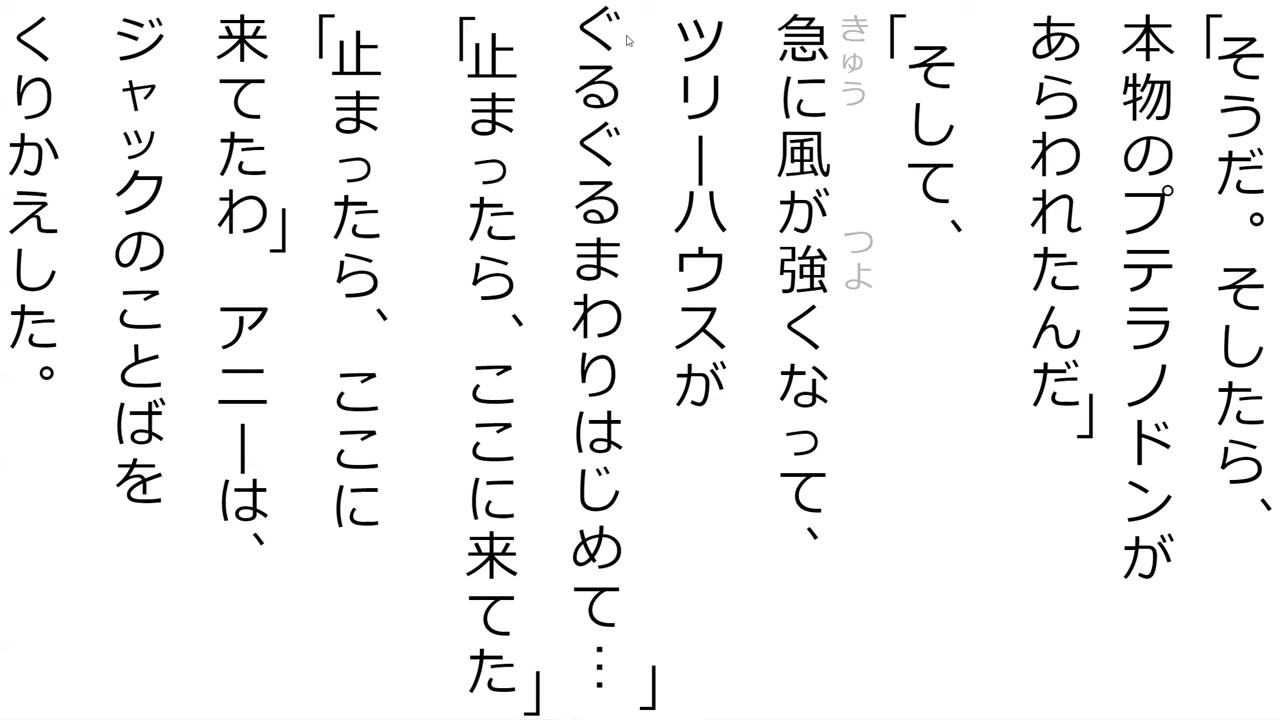 「そうだ。そしたら、
本物のプテラノドンが
あらわれたんだ」
「そして、
急に風が強くなって、
きゅう つよ
ツリーハウスが
ぐるぐるまわりはじめて…」
「止まったら、ここに来てた」
「止まったら、ここに
来てたわ」 アニーは、
ジャックのことばを
くりかえした。